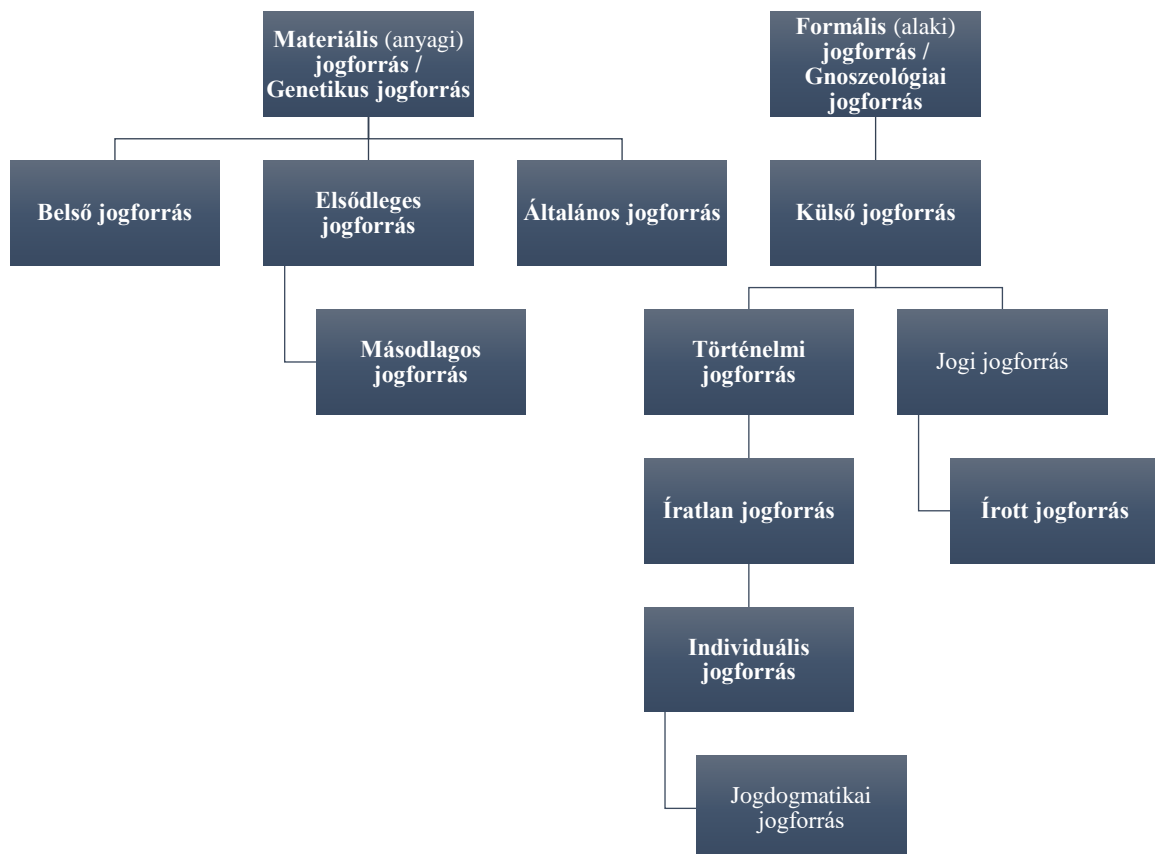 Materiális (anyagi)
jogforrás /
Genetikus jogforrás
Formális (alaki)
jogforrás /
Gnoszeológiai
jogforrás
Belső jogforrás
Elsődleges
jogforrás
Általános jogforrás
Külső jogforrás
Másodlagos
jogforrás
Történelmi
jogforrás
Jogi jogforrás
Íratlan jogforrás
Írott jogforrás
Individuális
jogforrás
Jogdogmatikai
jogforrás